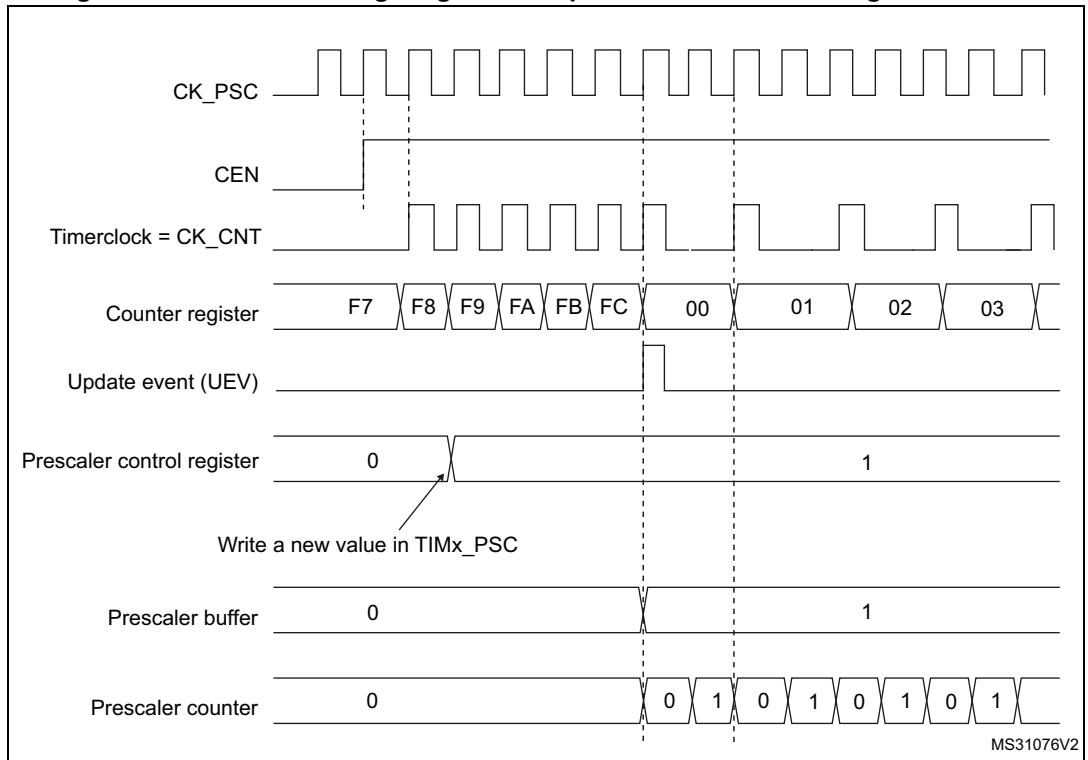 CK_PSC
CEN
Timerclock = CK_CNT
Counter register F7 F8 F9 FA FB FC 00 01 02 03
Update event (UEV)
Prescaler control register 0 1
Write a new value in TIMx_PSC
Prescaler buffer 0 1
Prescaler counter 0 0 1 0 1 0 1 0 1
MS31076V2